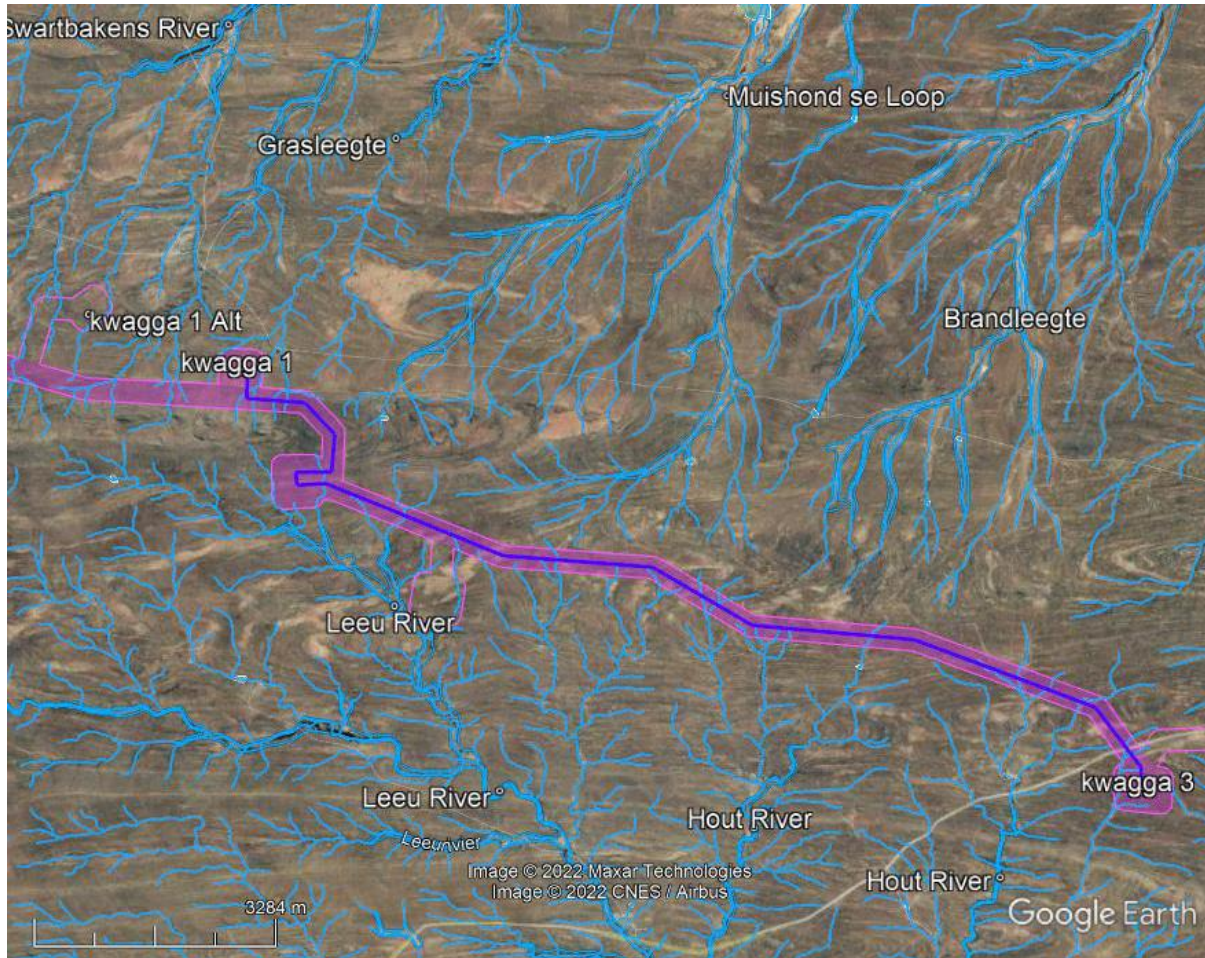 Swartbakens River
Muishond se Loop
Grasleegte
kwagga 1 Alt
Brandleegte
kwagga 1
Leeu River
kwagga 3
Leeu River
Hout River
Leeurivier
Image © 2022 Maxar Technologies
Image © 2022 CNES / Airbus
Hout River
3284 m
Google Earth